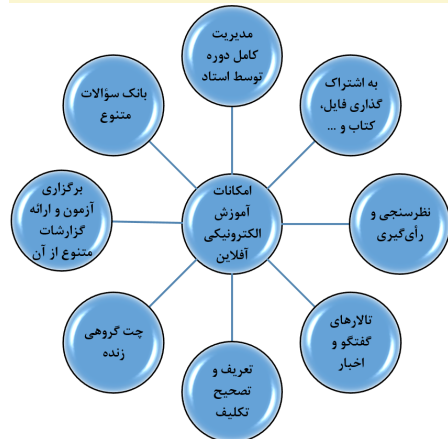 مدیریت
کامل دوره
توسط استاد
به اشتراک
گذاری فایل،
کتاب و ...
نظرسنجی و
رأی‌گیری
تالارهای
گفتگو و
اخبار
تعریف و
تصحیح
تکلیف
چت گروهی
زنده
برگزاری
آزمون و ارائه
گزارشات
متنوع از آن
بانک سؤالات
متنوع
امکانات
آموزش
الکترونیکی
آفلاین